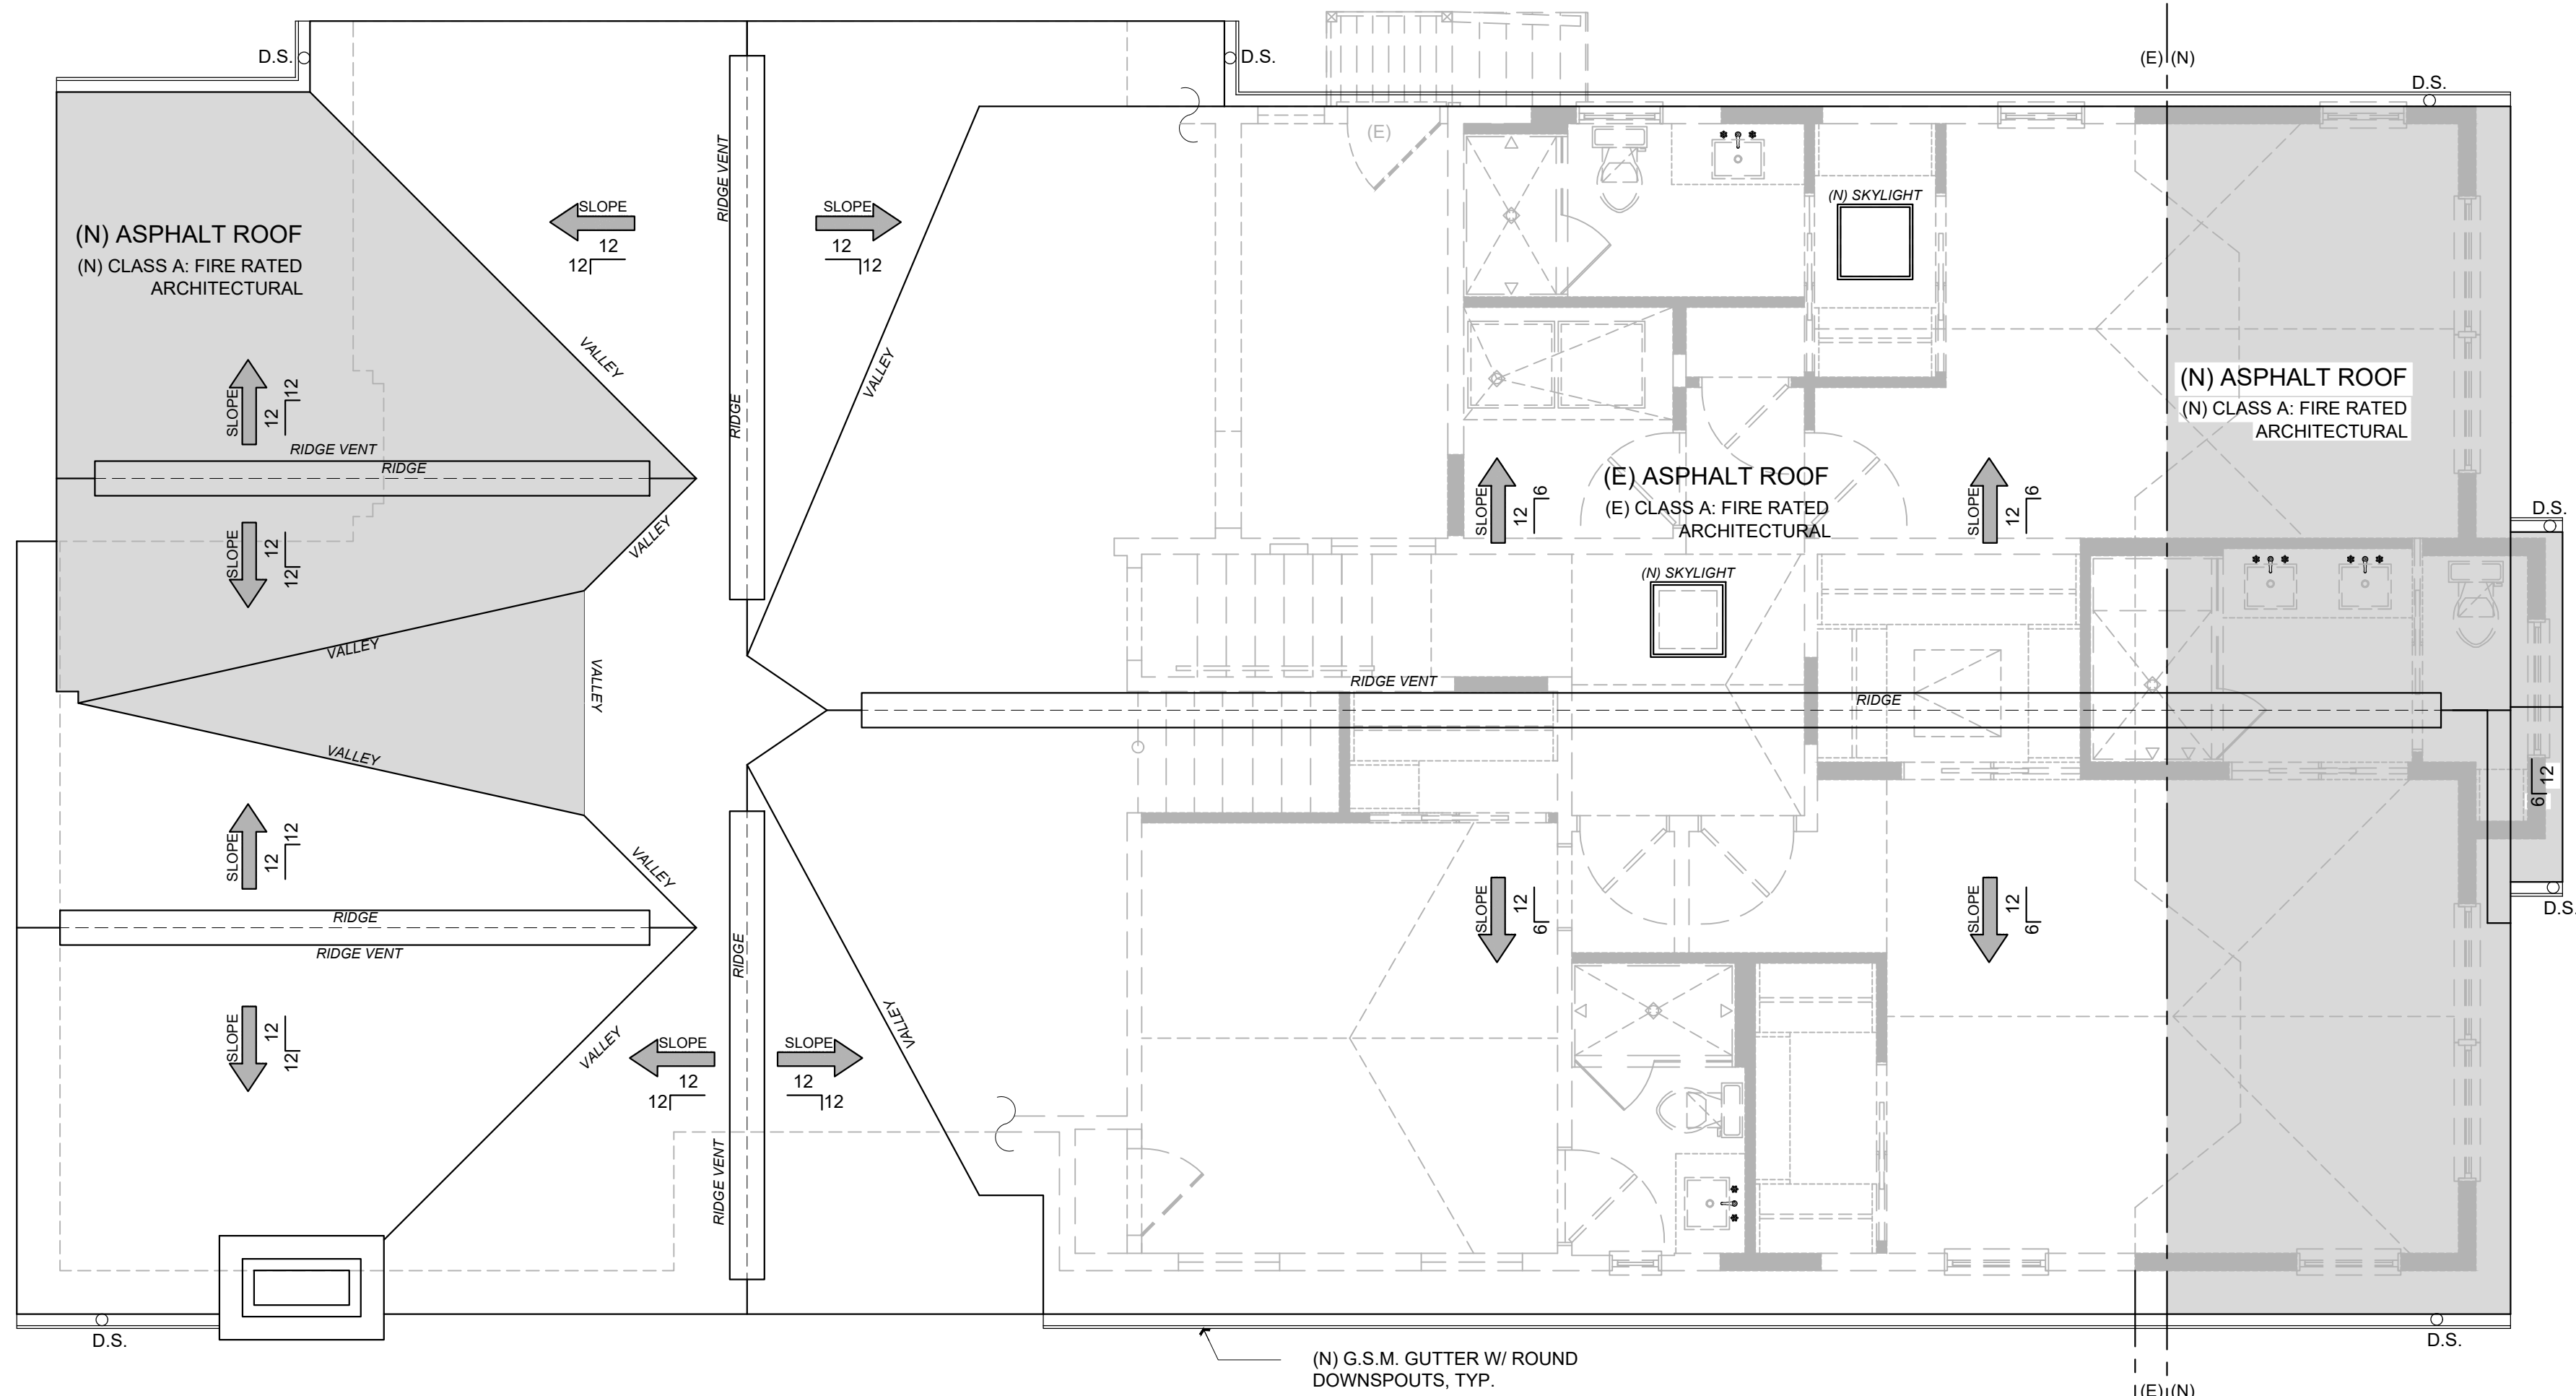 D.S.
D.S.
(E)
(N)
D.S.
(E)
RIDGE VENT
(N) SKYLIGHT
SLOPE
12
12
SLOPE
12
12
(N) ASPHALT ROOF
(N) CLASS A: FIRE RATED
ARCHITECTURAL
VALLEY
VALLEY
RIDGE
SLOPE
12
12
(N) ASPHALT ROOF
(N) CLASS A: FIRE RATED
ARCHITECTURAL
RIDGE VENT
RIDGE
(E) ASPHALT ROOF
(E) CLASS A: FIRE RATED
ARCHITECTURAL
SLOPE
12
6
SLOPE
12
6
D.S.
SLOPE
12
12
VALLEY
(N) SKYLIGHT
VALLEY
VALLEY
RIDGE VENT
RIDGE
VALLEY
12
6
SLOPE
12
12
VALLEY
SLOPE
12
6
SLOPE
12
6
D.S.
RIDGE
RIDGE VENT
RIDGE
SLOPE
12
12
VALLEY
VALLEY
SLOPE
12
12
SLOPE
12
12
RIDGE VENT
D.S.
D.S.
(N) G.S.M. GUTTER W/ ROUND
DOWNSPOUTS, TYP.
(E)
(N)